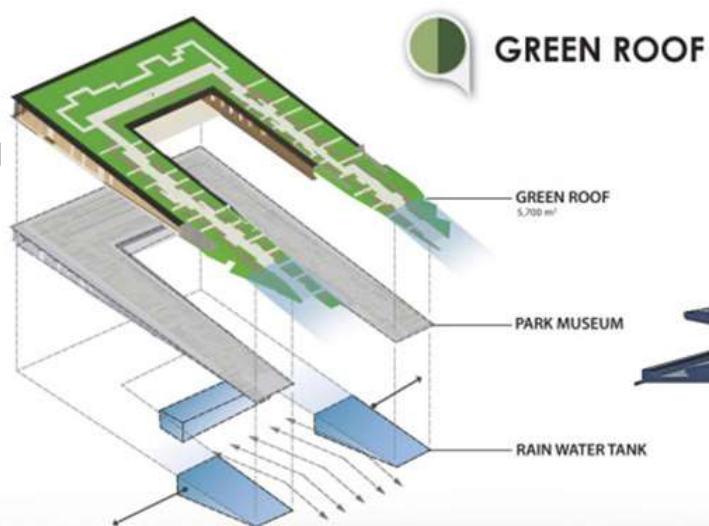 GREEN ROOF
GREEN ROOF
5,700 m²
PARK MUSEUM
RAIN WATER TANK